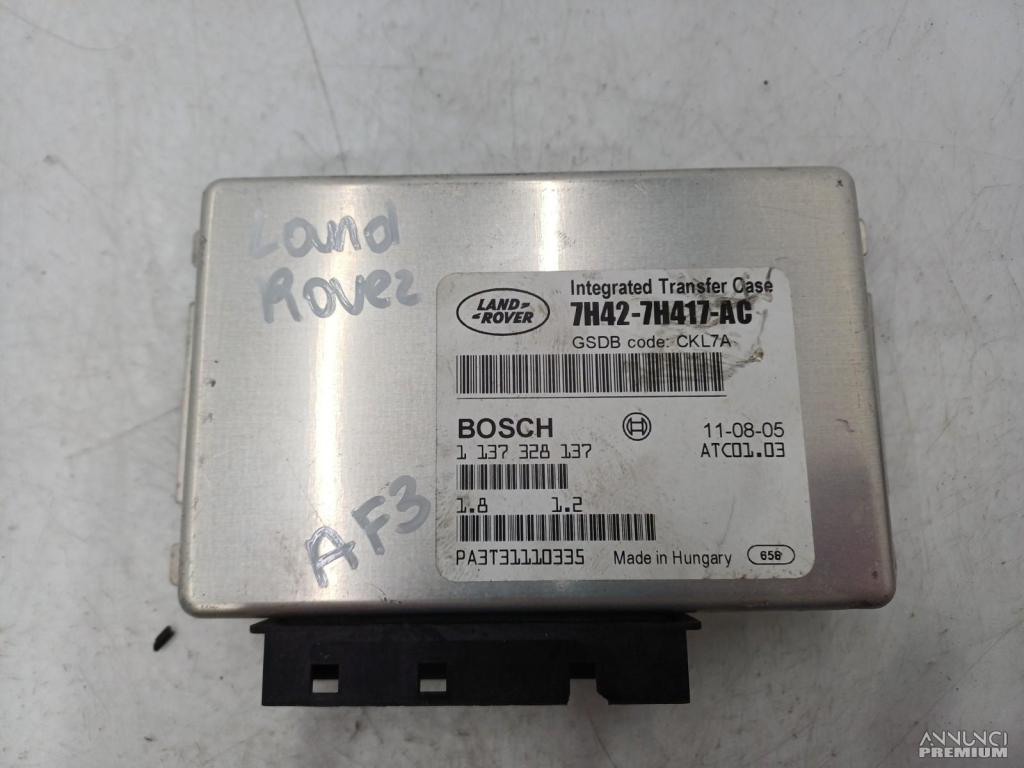 Land
Rover
AF3
LAND-
-ROVER
Integrated Transfer Case
7H42-7H417-AC
GSDB code: CKL7A
BOSCH
11-08-05
1 137 328 137
ATC01.03
1.8 1.2
PA3T31110335
Made in Hungary
658
ANNUNCI
PREMIUM